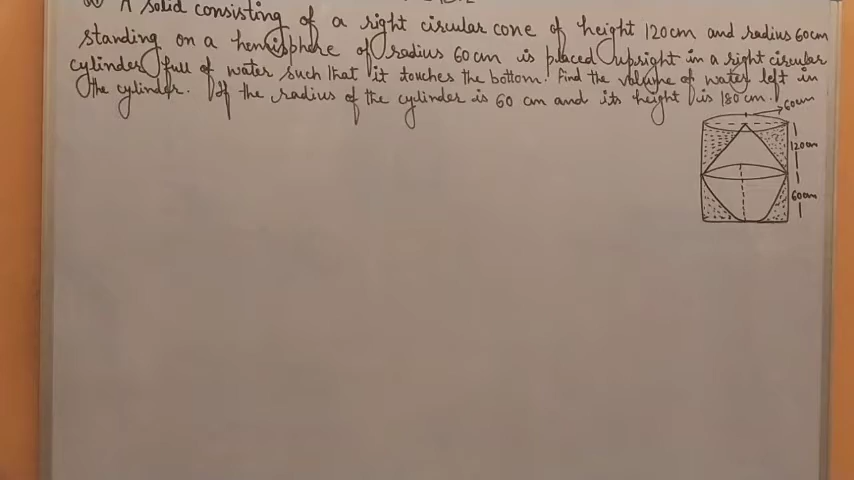 A solid consisting of a right circular cone of height 120cm and radius 60cm
standing on a hemisphere of radius 60 cm is placed upright in a right circular
cylinder full of water such that it touches the bottom. Find the volume of water left in
the cylinder. If the radius of the cylinder is 60 cm and its height is 180 cm.
60cm
120cm
60cm